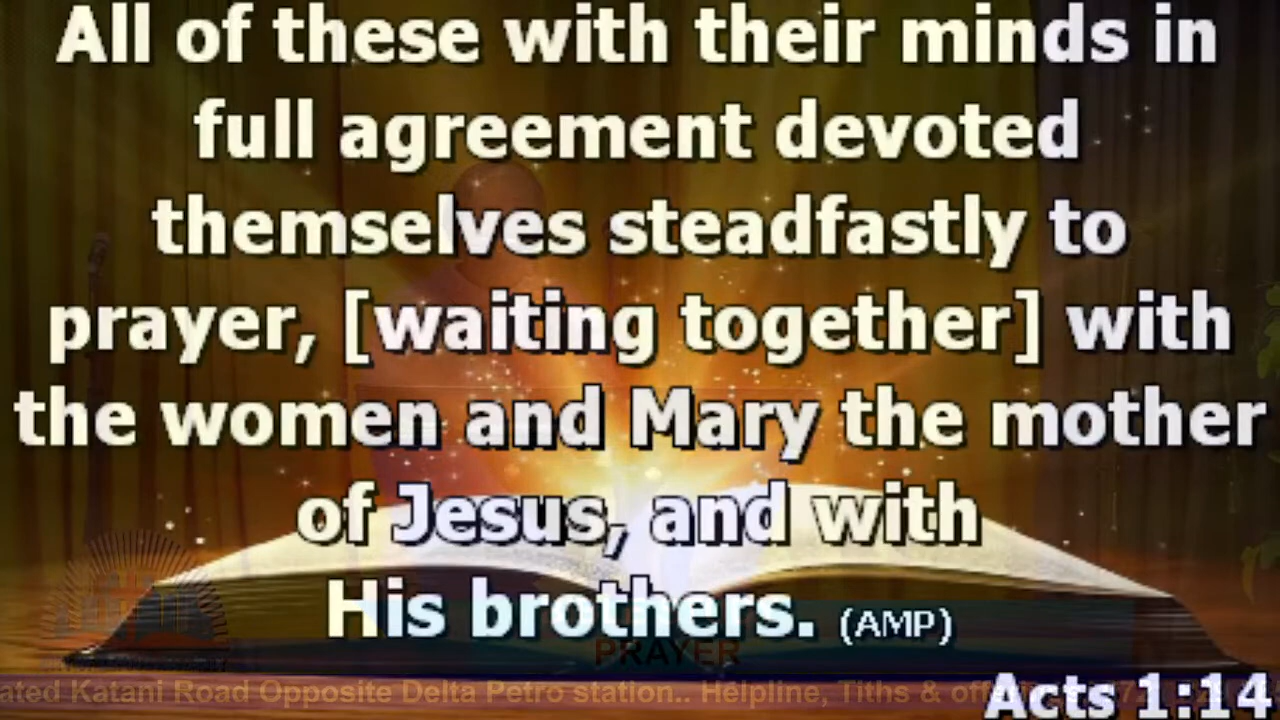 All of these with their minds in
full agreement devoted
themselves steadfastly to
prayer, [waiting together] with
the women and Mary the mother
of Jesus, and with
His brothers. (AMP)
PRAYER
ated Katani Road Opposite Delta Petro station.. Helpline, Tiths &
Acts 1:14